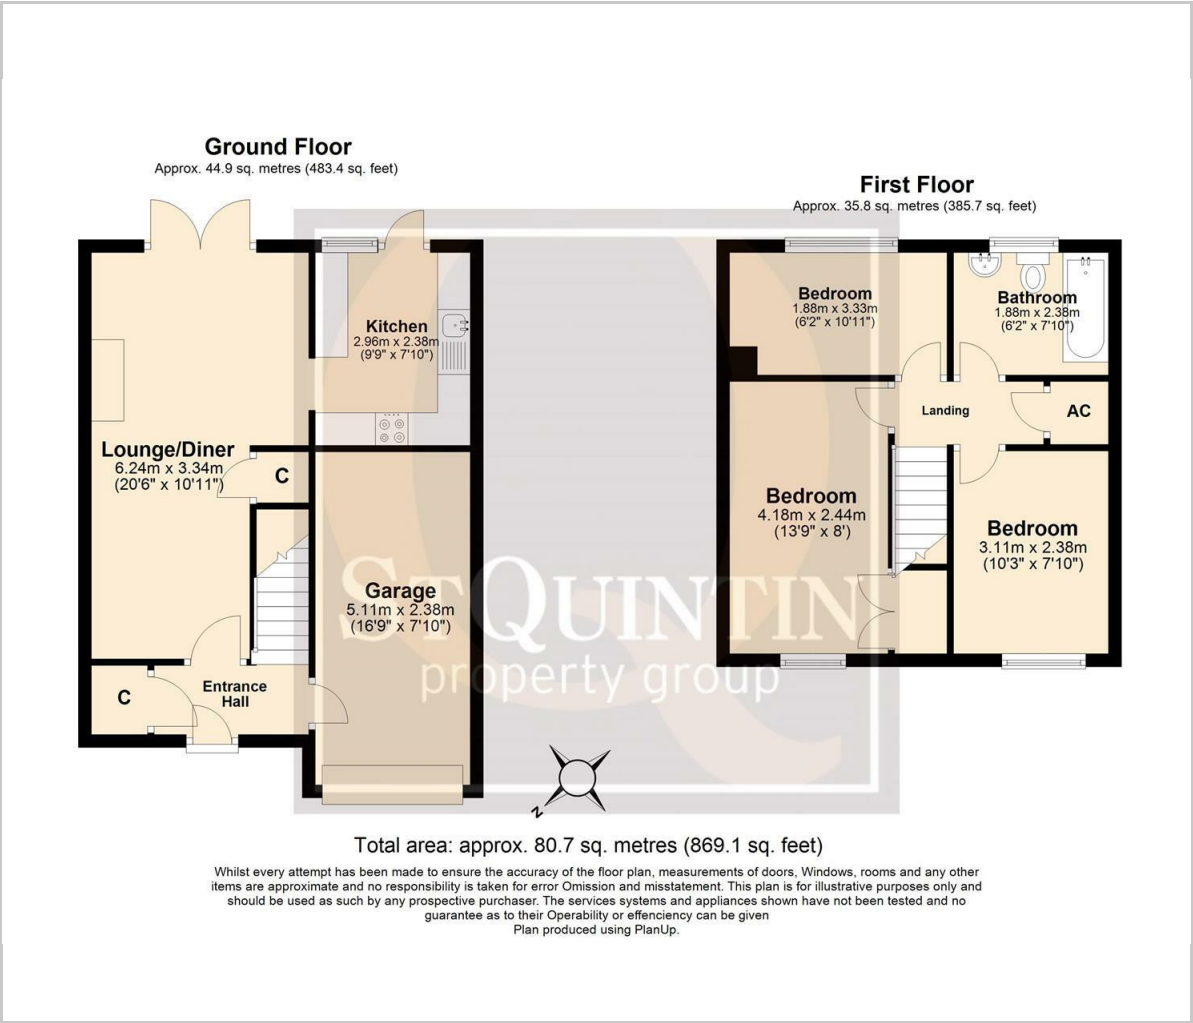 Ground Floor
Approx. 44.9 sq. metres (483.4 sq. feet)
First Floor
Approx. 35.8 sq. metres (385.7 sq. feet)
Kitchen
2.96m x 2.38m
(9'9" x 7'10")
Lounge/Diner
6.24m x 3.34m
(20'6" x 10'11")
C
Garage
5.11m x 2.38m
(16'9" x 7'10")
C
Entrance
Hall
Bedroom
1.88m x 3.33m
(6'2" x 10'11")
Bathroom
1.88m x 2.38m
(6'2" x 7'10")
Landing
AC
Bedroom
4.18m x 2.44m
(13'9" x 8')
Bedroom
3.11m x 2.38m
(10'3" x 7'10")
STQUINTIN
property group
N
Total area: approx. 80.7 sq. metres (869.1 sq. feet)
Whilst every attempt has been made to ensure the accuracy of the floor plan, measurements of doors, Windows, rooms and any other
items are approximate and no responsibility is taken for error Omission and misstatement. This plan is for illustrative purposes only and
should be used as such by any prospective purchaser. The services systems and appliances shown have not been tested and no
guarantee as to their Operability or effenciency can be given
Plan produced using PlanUp.